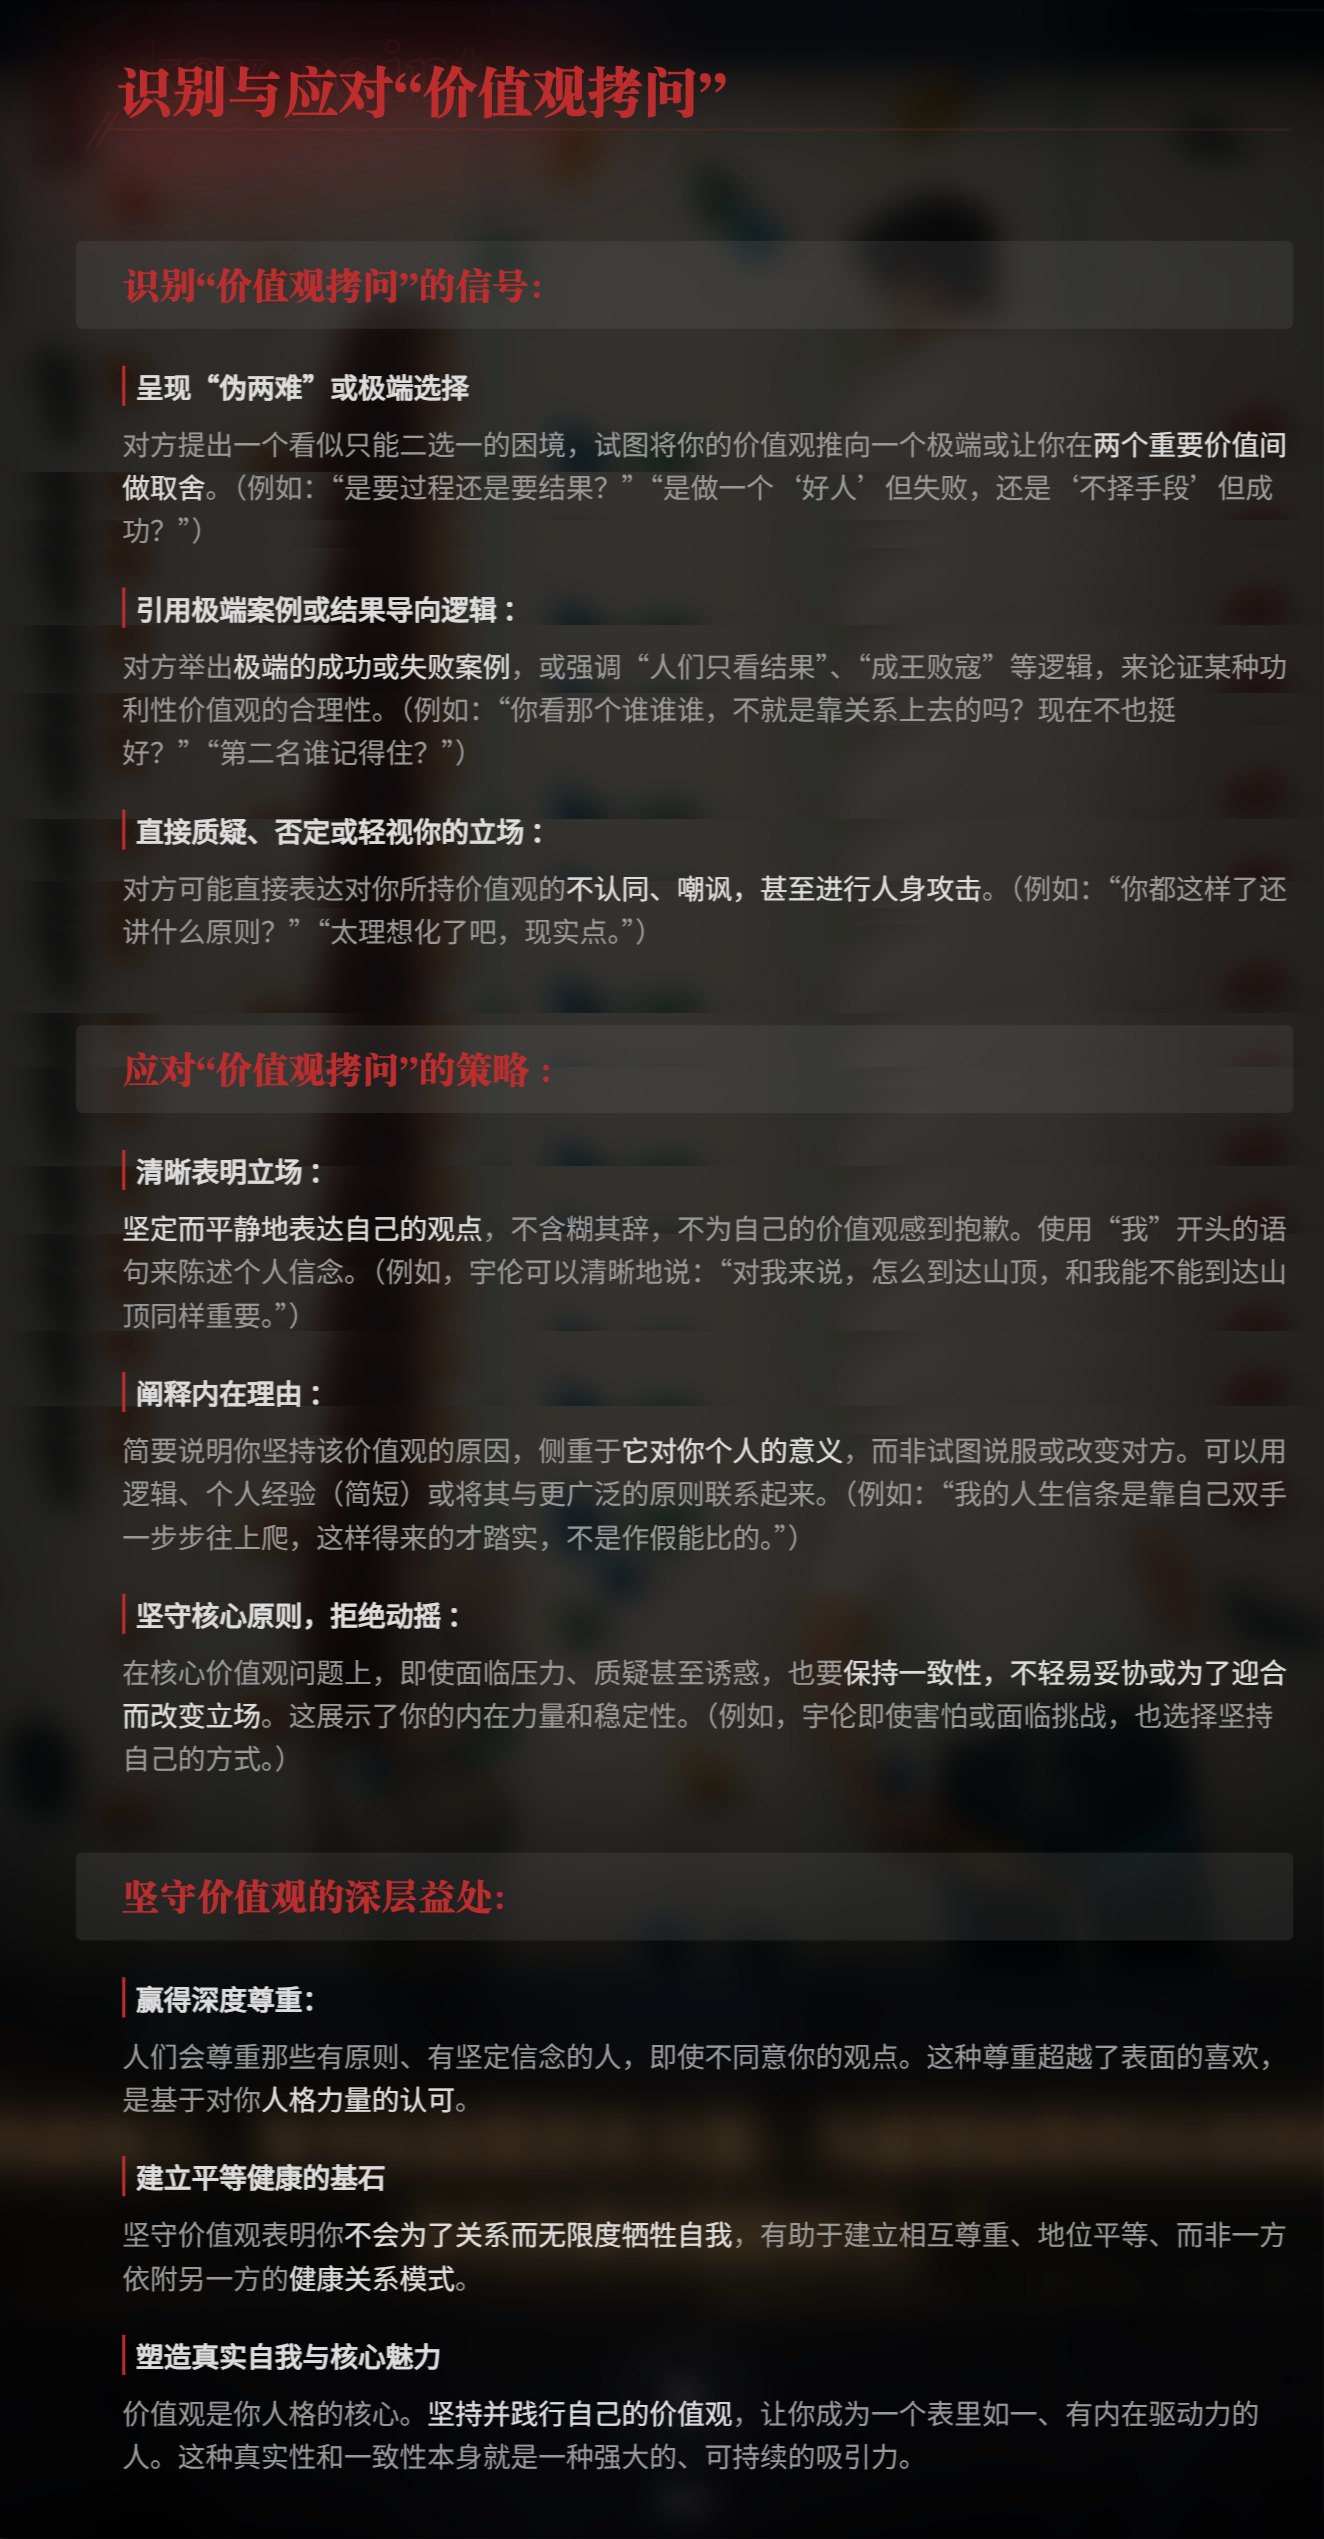 识别与应对“价值观拷问”
识别“价值观拷问”的信号：
呈现“伪两难”或极端选择
对方提出一个看似只能二选一的困境，试图将你的价值观推向一个极端或让你在两个重要价值间
做取舍。（例如：“是要过程还是要结果？”“是做一个‘好人’但失败，还是‘不择手段’但成
功？”）
引用极端案例或结果导向逻辑：
对方举出极端的成功或失败案例，或强调“人们只看结果”、“成王败寇”等逻辑，来论证某种功
利性价值观的合理性。（例如：“你看那个谁谁谁，不就是靠关系上去的吗？现在不也挺
好？”“第二名谁记得住？”）
直接质疑、否定或轻视你的立场：
对方可能直接表达对你所持价值观的不认同、嘲讽，甚至进行人身攻击。（例如：“你都这样了还
讲什么原则？”“太理想化了吧，现实点。”）
应对“价值观拷问”的策略：
清晰表明立场：
坚定而平静地表达自己的观点，不含糊其辞，不为自己的价值观感到抱歉。使用“我”开头的语
句来陈述个人信念。（例如，宇伦可以清晰地说：“对我来说，怎么到达山顶，和我能不能到达山
顶同样重要。”）
阐释内在理由：
简要说明你坚持该价值观的原因，侧重于它对你个人的意义，而非试图说服或改变对方。可以用
逻辑、个人经验（简短）或将其与更广泛的原则联系起来。（例如：“我的人生信条是靠自己双手
一步步往上爬，这样得来的才踏实，不是作假能比的。”）
坚守核心原则，拒绝动摇：
在核心价值观问题上，即使面临压力、质疑甚至诱惑，也要保持一致性，不轻易妥协或为了迎合
而改变立场。这展示了你的内在力量和稳定性。（例如，宇伦即使害怕或面临挑战，也选择坚持
自己的方式。）
坚守价值观的深层益处：
赢得深度尊重：
人们会尊重那些有原则、有坚定信念的人，即使不同意你的观点。这种尊重超越了表面的喜欢，
是基于对你人格力量的认可。
建立平等健康的基石
坚守价值观表明你不会为了关系而无限度牺牲自我，有助于建立相互尊重、地位平等、而非一方
依附另一方的健康关系模式。
塑造真实自我与核心魅力
价值观是你人格的核心。坚持并践行自己的价值观，让你成为一个表里如一、有内在驱动力的
人。这种真实性和一致性本身就是一种强大的、可持续的吸引力。